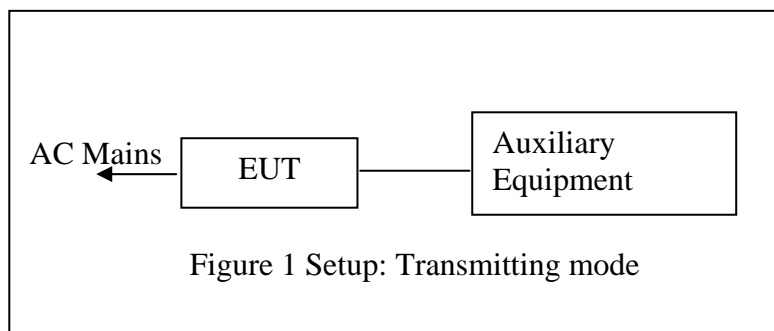 AC Mains
EUT
Auxiliary
Equipment
Figure 1 Setup: Transmitting mode